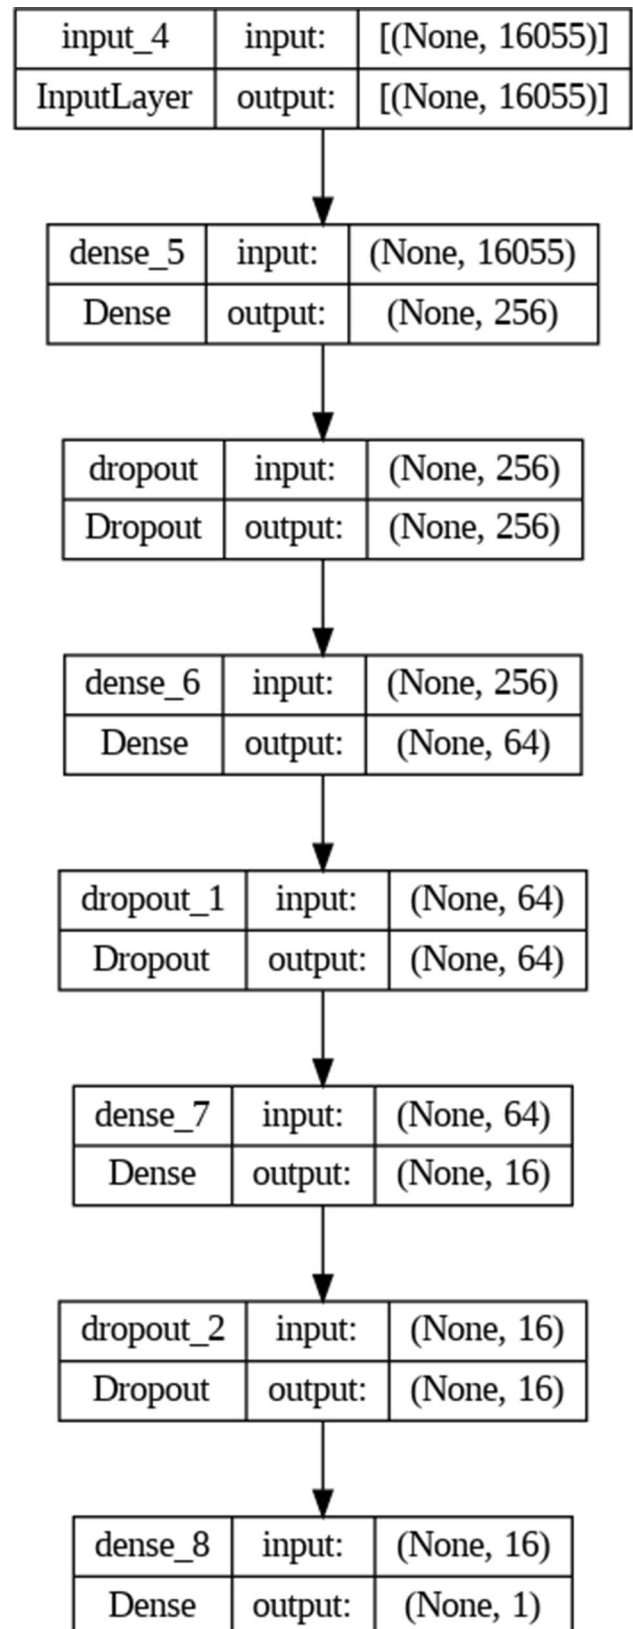 input_4 input: [(None, 16055)]
InputLayer output: [(None, 16055)]
dense_5 input: (None, 16055)
Dense output: (None, 256)
dropout input: (None, 256)
Dropout output: (None, 256)
dense_6 input: (None, 256)
Dense output: (None, 64)
dropout_1 input: (None, 64)
Dropout output: (None, 64)
dense_7 input: (None, 64)
Dense output: (None, 16)
dropout_2 input: (None, 16)
Dropout output: (None, 16)
dense_8 input: (None, 16)
Dense output: (None, 1)